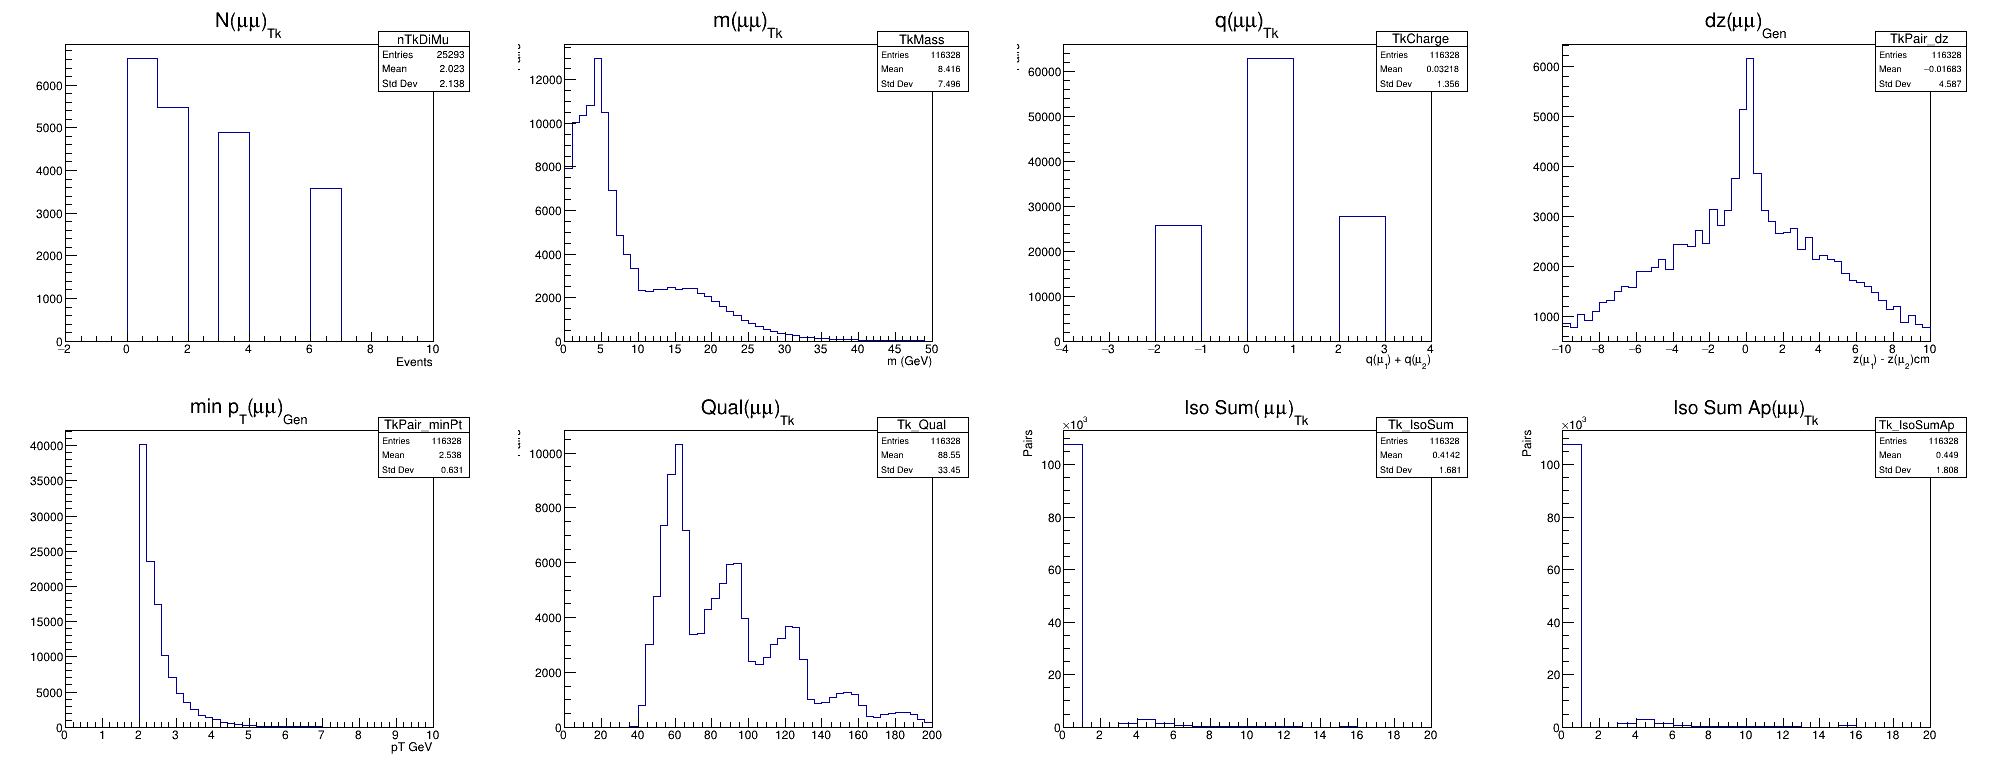 N(μμ)Tk
nTkDiMu
Entries 25293
Mean 2.023
Std Dev 2.138
6000
5000
4000
3000
2000
1000
0
−2 0 2 4 6 8 10
Events
m(μμ)Tk
TkMass
Entries 116328
Mean 8.416
Std Dev 7.496
12000
10000
8000
6000
4000
2000
0
0 5 10 15 20 25 30 35 40 45 50
m (GeV)
q(μμ)Tk
TkCharge
Entries 116328
Mean 0.03218
Std Dev 1.356
60000
50000
40000
30000
20000
10000
0
−4 −3 −2 −1 0 1 2 3 4
q(μ1) + q(μ2)
dz(μμ)Gen
TkPair_dz
Entries 116328
Mean −0.01683
Std Dev 4.587
6000
5000
4000
3000
2000
1000
−10 −8 −6 −4 −2 0 2 4 6 8 10
z(μ1) - z(μ2)cm
min pT(μμ)Gen
TkPair_minPt
Entries 116328
Mean 2.538
Std Dev 0.631
40000
35000
30000
25000
20000
15000
10000
5000
0
0 1 2 3 4 5 6 7 8 9 10
pT GeV
Qual(μμ)Tk
Tk_Qual
Entries 116328
Mean 88.55
Std Dev 33.45
10000
8000
6000
4000
2000
0
0 20 40 60 80 100 120 140 160 180 200
Iso Sum( μμ)Tk
Tk_IsoSum
Entries 116328
Mean 0.4142
Std Dev 1.681
×10³
Pairs
100
80
60
40
20
0
0 2 4 6 8 10 12 14 16 18 20
Iso Sum Ap(μμ)Tk
Tk_IsoSumAp
Entries 116328
Mean 0.449
Std Dev 1.808
×10³
Pairs
100
80
60
40
20
0
0 2 4 6 8 10 12 14 16 18 20